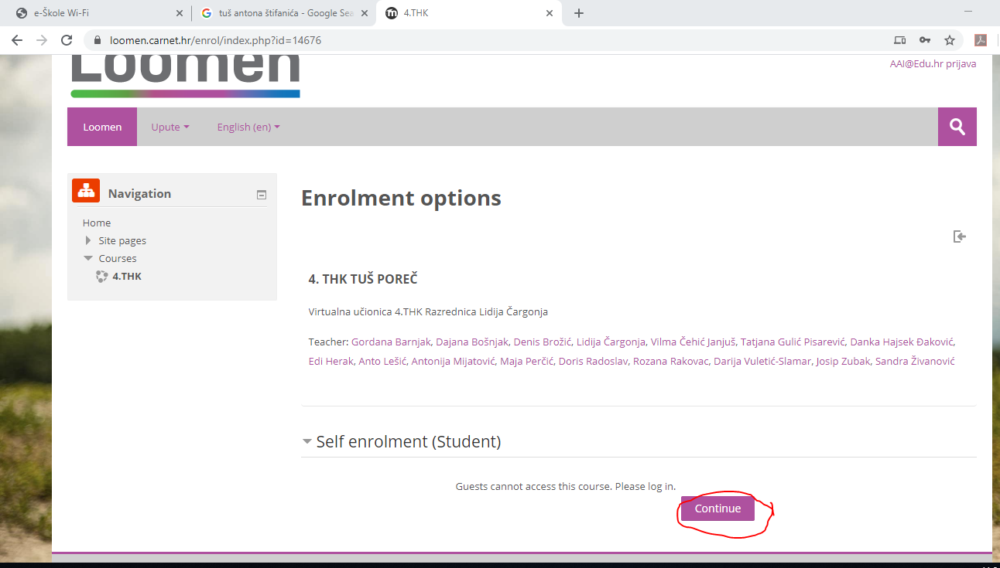 e-Škole Wi-Fi
tuš antona štifanića - Google Sea
4.THK
loomen.carnet.hr/enrol/index.php?id=14676
Loomen
AAI@Edu.hr prijava
Loomen
Upute
English (en)
Navigation
Home
Site pages
Courses
4.THK
Enrolment options
4. THK TUŠ POREČ
Virtualna učionica 4.THK Razrednica Lidija Čargonja
Teacher: Gordana Barnjak, Dajana Bošnjak, Denis Brožić, Lidija Čargonja, Vilma Čehić Janjuš, Tatjana Gulić Pisarević, Danka Hajsek Đaković,
Edi Herak, Anto Lešić, Antonija Mijatović, Maja Perčić, Doris Radoslav, Rozana Rakovac, Darija Vuletić-Slamar, Josip Zubak, Sandra Živanović
Self enrolment (Student)
Guests cannot access this course. Please log in.
Continue